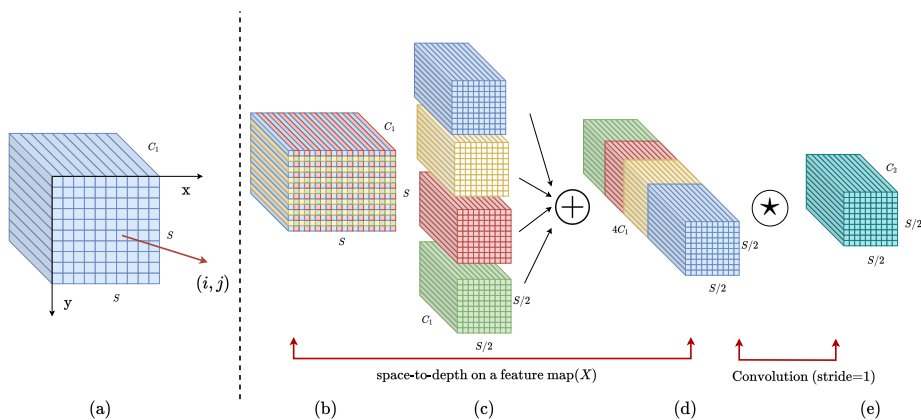 C₁
x
S
S
(i, j)
y
(a)
C₁
S
S
(b)
S/2
C₁
S/2
(c)
4C₁
S/2
S/2
(d)
C₂
S/2
S/2
(e)
space-to-depth on a feature map(X)
Convolution (stride=1)